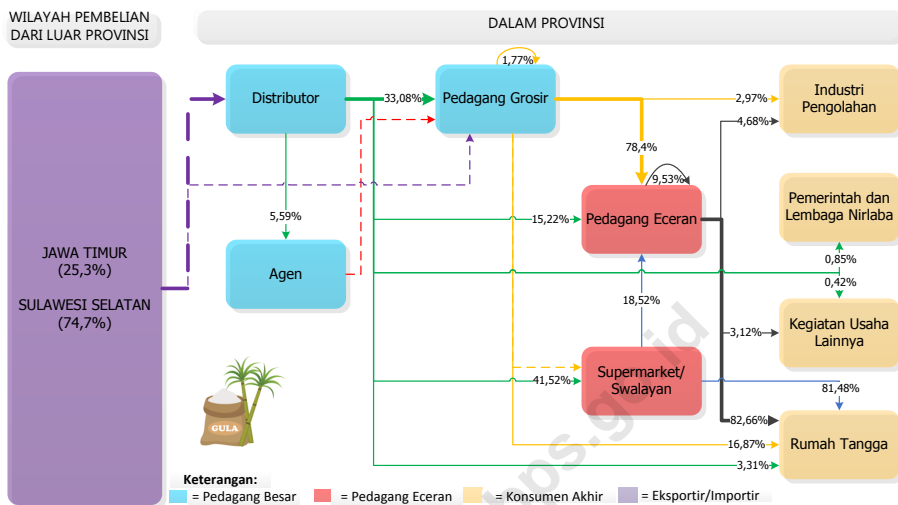 WILAYAH PEMBELIAN
DARI LUAR PROVINSI
DALAM PROVINSI
1,77%
Distributor
33,08%
Pedagang Grosir
2,97%
Industri
Pengolahan
4,68%
78,4%
9,53%
Pemerintah dan
Lembaga Nirlaba
5,59%
15,22%
Pedagang Eceran
JAWA TIMUR
(25,3%)
SULAWESI SELATAN
(74,7%)
Agen
0,85%
0,42%
18,52%
3,12%
Kegiatan Usaha
Lainnya
41,52%
Supermarket/
Swalayan
81,48%
GULA
82,66%
16,87%
Rumah Tangga
3,31%
Keterangan:
= Pedagang Besar
= Pedagang Eceran
= Konsumen Akhir
= Eksportir/Importir
bps.go.id